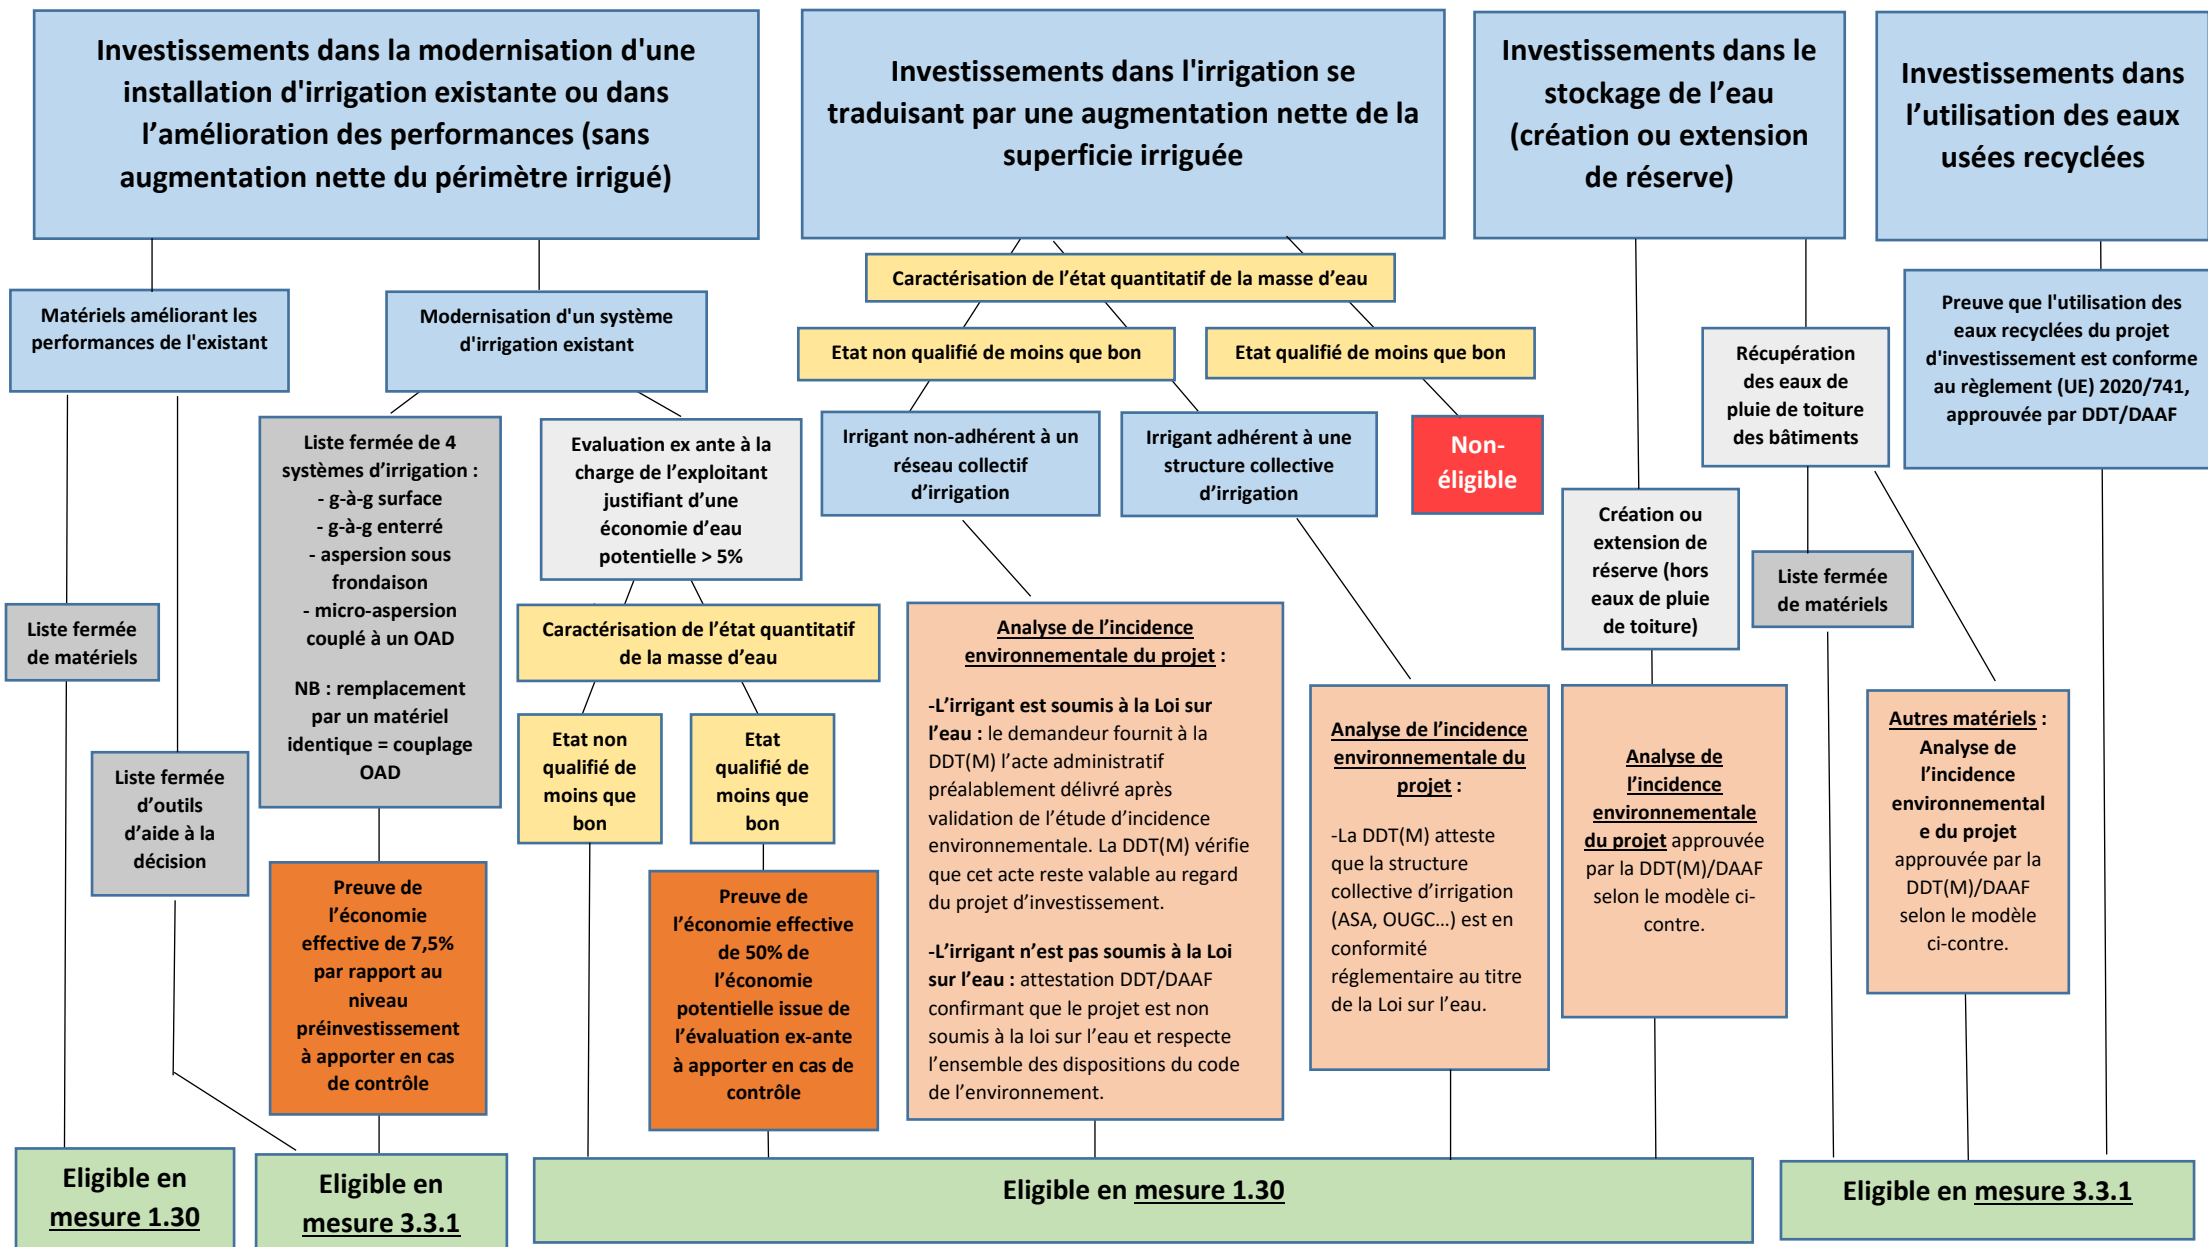 Investissements dans la modernisation d'une
installation d'irrigation existante ou dans
l'amélioration des performances (sans
augmentation nette du périmètre irrigué)
Investissements dans l'irrigation se
traduisant par une augmentation nette de la
superficie irriguée
Investissements dans le
stockage de l'eau
(création ou extension
de réserve)
Investissements dans
l'utilisation des eaux
usées recyclées
Matériels améliorant les
performances de l'existant
Modernisation d'un système
d'irrigation existant
Caractérisation de l'état quantitatif de la masse d'eau
Etat non qualifié de moins que bon
Etat qualifié de moins que bon
Récupération
des eaux de
pluie de toiture
des bâtiments
Preuve que l'utilisation des
eaux recyclées du projet
d'investissement est conforme
au règlement (UE) 2020/741,
approuvée par DDT/DAAF
Liste fermée de 4
systèmes d'irrigation :
- g-à-g surface
- g-à-g enterré
- aspersion sous
frondaison
- micro-aspersion
couplé à un OAD
NB : remplacement
par un matériel
identique = couplage
OAD
Evaluation ex ante à la
charge de l'exploitant
justifiant d'une
économie d'eau
potentielle > 5%
Irrigant non-adhérent à un
réseau collectif
d'irrigation
Irrigant adhérent à une
structure collective
d'irrigation
Non-
éligible
Création ou
extension de
réserve (hors
eaux de pluie
de toiture)
Liste fermée
de matériels
Liste fermée
de matériels
Caractérisation de l'état quantitatif
de la masse d'eau
Etat non
qualifié de
moins que
bon
Etat
qualifié de
moins que
bon
Liste fermée
d'outils
d'aide à la
décision
Preuve de
l'économie
effective de 7,5%
par rapport au
niveau
préinvestissement
à apporter en cas
de contrôle
Preuve de
l'économie effective
de 50% de
l'économie
potentielle issue de
l'évaluation ex-ante
à apporter en cas de
contrôle
Analyse de l'incidence
environnementale du projet :
-L'irrigant est soumis à la Loi sur
l'eau : le demandeur fournit à la
DDT(M) l'acte administratif
préalablement délivré après
validation de l'étude d'incidence
environnementale. La DDT(M) vérifie
que cet acte reste valable au regard
du projet d'investissement.
-L'irrigant n'est pas soumis à la Loi
sur l'eau : attestation DDT/DAAF
confirmant que le projet est non
soumis à la loi sur l'eau et respecte
l'ensemble des dispositions du code
de l'environnement.
Analyse de l'incidence
environnementale du
projet :
-La DDT(M) atteste
que la structure
collective d'irrigation
(ASA, OUGC...) est en
conformité
réglementaire au titre
de la Loi sur l'eau.
Analyse de
l'incidence
environnementale
du projet approuvée
par la DDT(M)/DAAF
selon le modèle ci-
contre.
Autres matériels :
Analyse de
l'incidence
environnemental
e du projet
approuvée par la
DDT(M)/DAAF
selon le modèle
ci-contre.
Eligible en
mesure 1.30
Eligible en
mesure 3.3.1
Eligible en mesure 1.30
Eligible en mesure 3.3.1